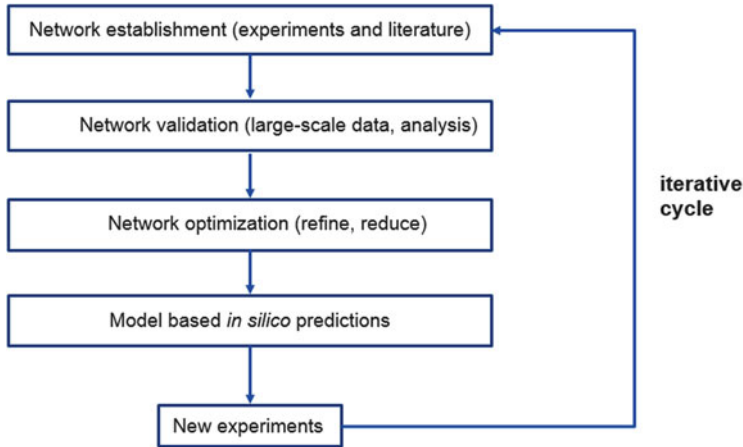 Network establishment (experiments and literature)
Network validation (large-scale data, analysis)
Network optimization (refine, reduce)
Model based in silico predictions
New experiments
iterative
cycle